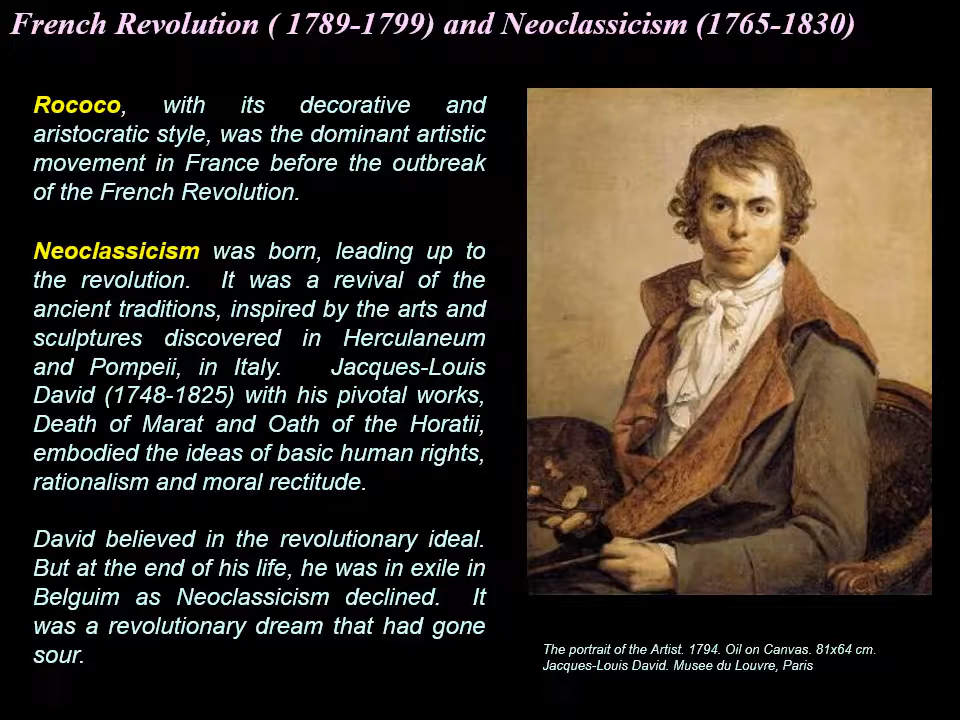 French Revolution ( 1789-1799) and Neoclassicism (1765-1830)
Rococo, with its decorative and
aristocratic style, was the dominant artistic
movement in France before the outbreak
of the French Revolution.
Neoclassicism was born, leading up to
the revolution. It was a revival of the
ancient traditions, inspired by the arts and
sculptures discovered in Herculaneum
and Pompeii, in Italy. Jacques-Louis
David (1748-1825) with his pivotal works,
Death of Marat and Oath of the Horatii,
embodied the ideas of basic human rights,
rationalism and moral rectitude.
David believed in the revolutionary ideal.
But at the end of his life, he was in exile in
Belguim as Neoclassicism declined. It
was a revolutionary dream that had gone
sour.
The portrait of the Artist. 1794. Oil on Canvas. 81x64 cm.
Jacques-Louis David. Musee du Louvre, Paris